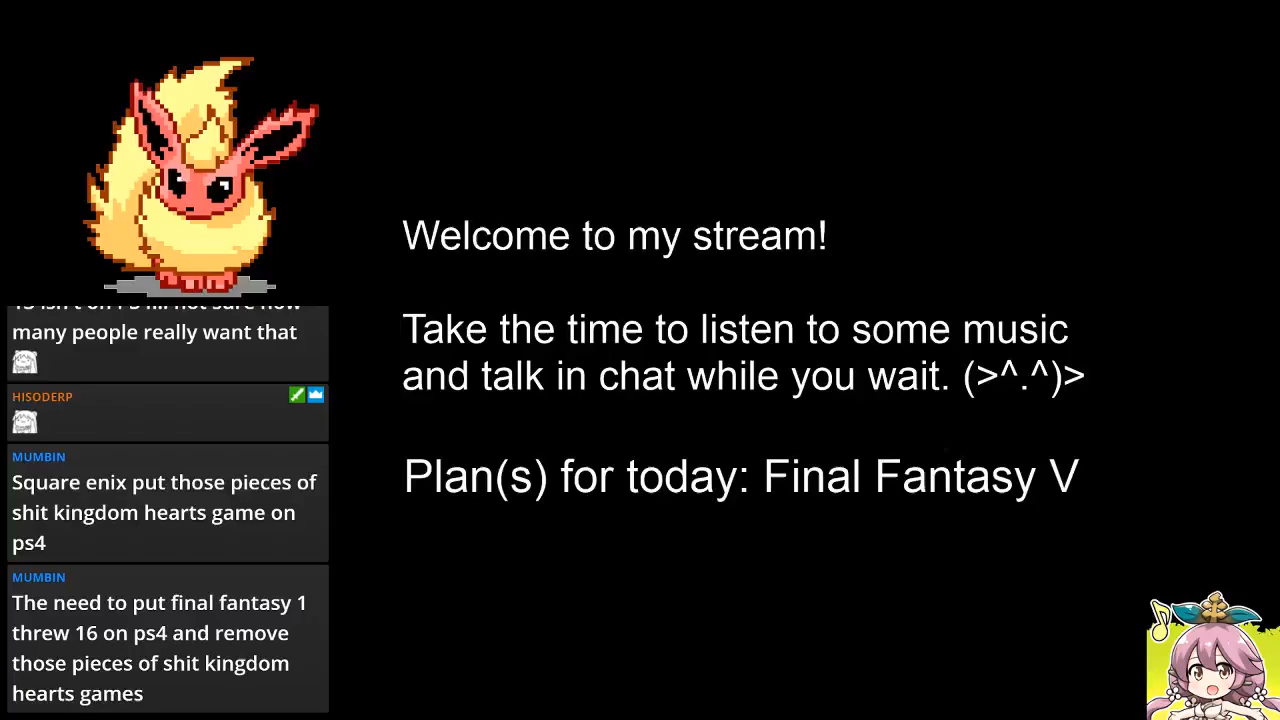 many people really want that
HISODERP
MUMBIN
Square enix put those pieces of
shit kingdom hearts game on
ps4
MUMBIN
The need to put final fantasy 1
threw 16 on ps4 and remove
those pieces of shit kingdom
hearts games
Welcome to my stream!
Take the time to listen to some music
and talk in chat while you wait. (>^.^)>
Plan(s) for today: Final Fantasy V